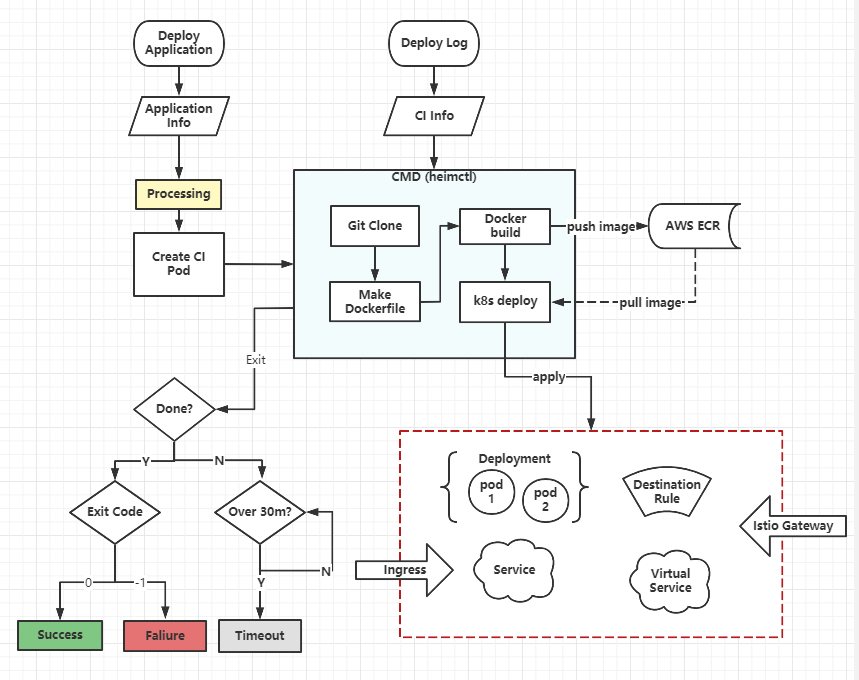 Deploy
Application
Deploy Log
Application
Info
CI Info
CMD (heimctl)
Processing
Git Clone
Docker
build
push image
AWS ECR
Create CI
Pod
Make
Dockerfile
k8s deploy
pull image
Exit
apply
Done?
Y
N
Deployment
pod
1
pod
2
Destination
Rule
Exit Code
Over 30m?
Istio Gateway
Ingress
Service
Virtual
Service
0
-1
Y
N
Success
Faliure
Timeout